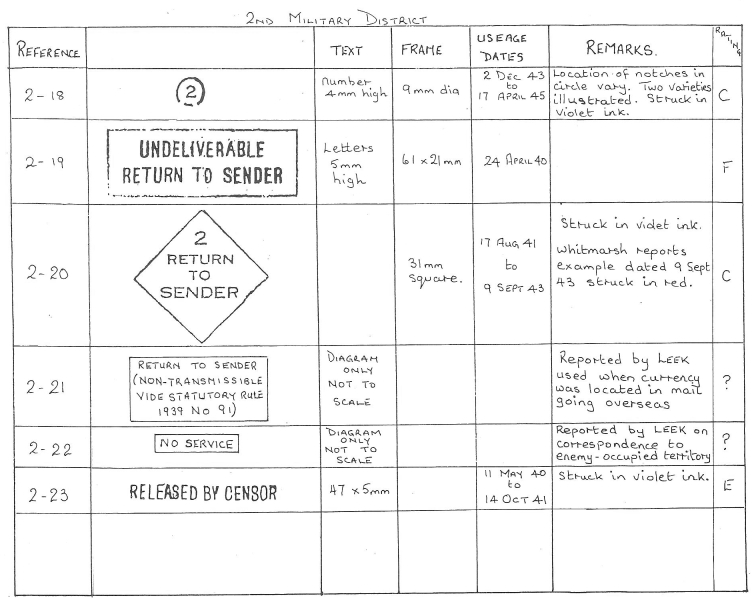 2ND MILITARY DISTRICT
REFERENCE
TEXT
FRAME
USEAGE
DATES
REMARKS.
RATING
2-18
2
Number
4mm high
9mm dia
2 DEC 43
to
17 APRIL 45
Location of notches in
circle vary. Two varieties
illustrated. Struck in
violet ink.
C
2-19
UNDELIVERABLE
RETURN TO SENDER
Letters
5mm
high
61 x 21mm
24 APRIL 40
F
2-20
2
RETURN
TO
SENDER
31mm
Square.
17 AUG 41
to
9 SEPT 43
Struck in violet ink.
Whitmarsh reports
example dated 9 Sept
43 struck in red.
C
2-21
RETURN TO SENDER
(NON-TRANSMISSIBLE
VIDE STATUTORY RULE
1939 No 91)
DIAGRAM
ONLY
NOT TO
SCALE
Reported by LEEK
used when currency
was located in mail
going overseas
?
2-22
NO SERVICE
DIAGRAM
ONLY
NOT TO
SCALE
Reported by LEEK on
correspondence to
enemy-occupied territory
?
2-23
RELEASED BY CENSOR
47 x 5mm
11 MAY 40
to
14 OCT 41
Struck in violet ink.
E